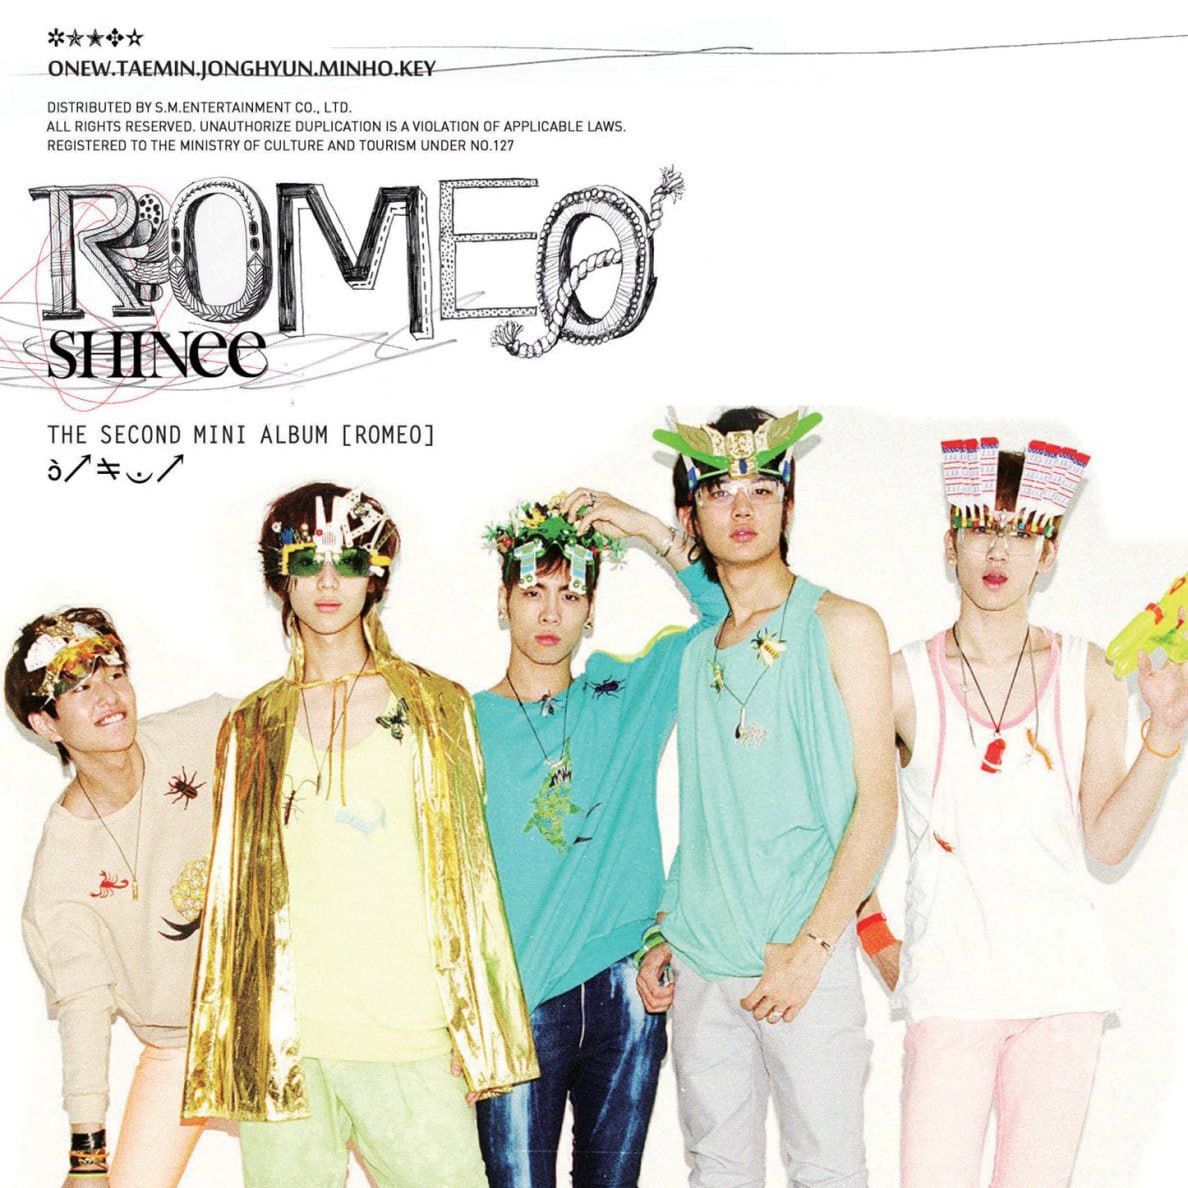 ✲✮✭✤☆
ONEW.TAEMIN.JONGHYUN.MINHO.KEY
DISTRIBUTED BY S.M.ENTERTAINMENT CO., LTD.
ALL RIGHTS RESERVED. UNAUTHORIZE DUPLICATION IS A VIOLATION OF APPLICABLE LAWS.
REGISTERED TO THE MINISTRY OF CULTURE AND TOURISM UNDER NO.127
ROMEO
SHINee
THE SECOND MINI ALBUM [ROMEO]